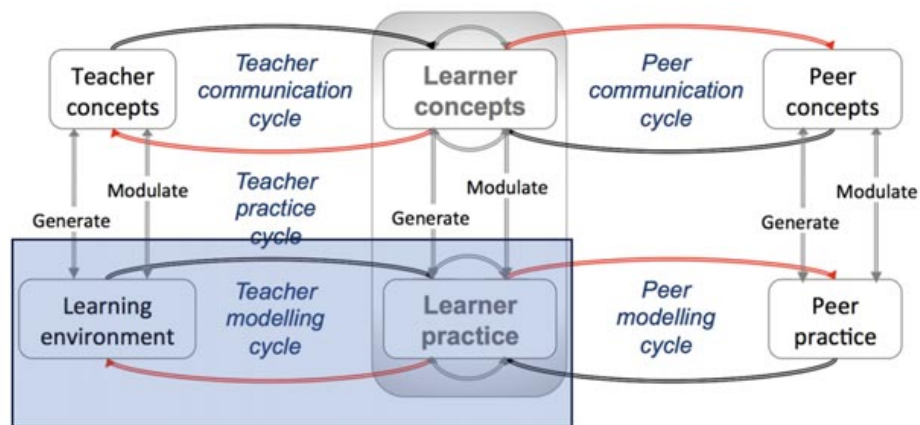 Teacher
concepts
Teacher
communication
cycle
Learner
concepts
Peer
communication
cycle
Peer
concepts
Generate
Modulate
Teacher
practice
cycle
Generate
Modulate
Generate
Modulate
Learning
environment
Teacher
modelling
cycle
Learner
practice
Peer
modelling
cycle
Peer
practice